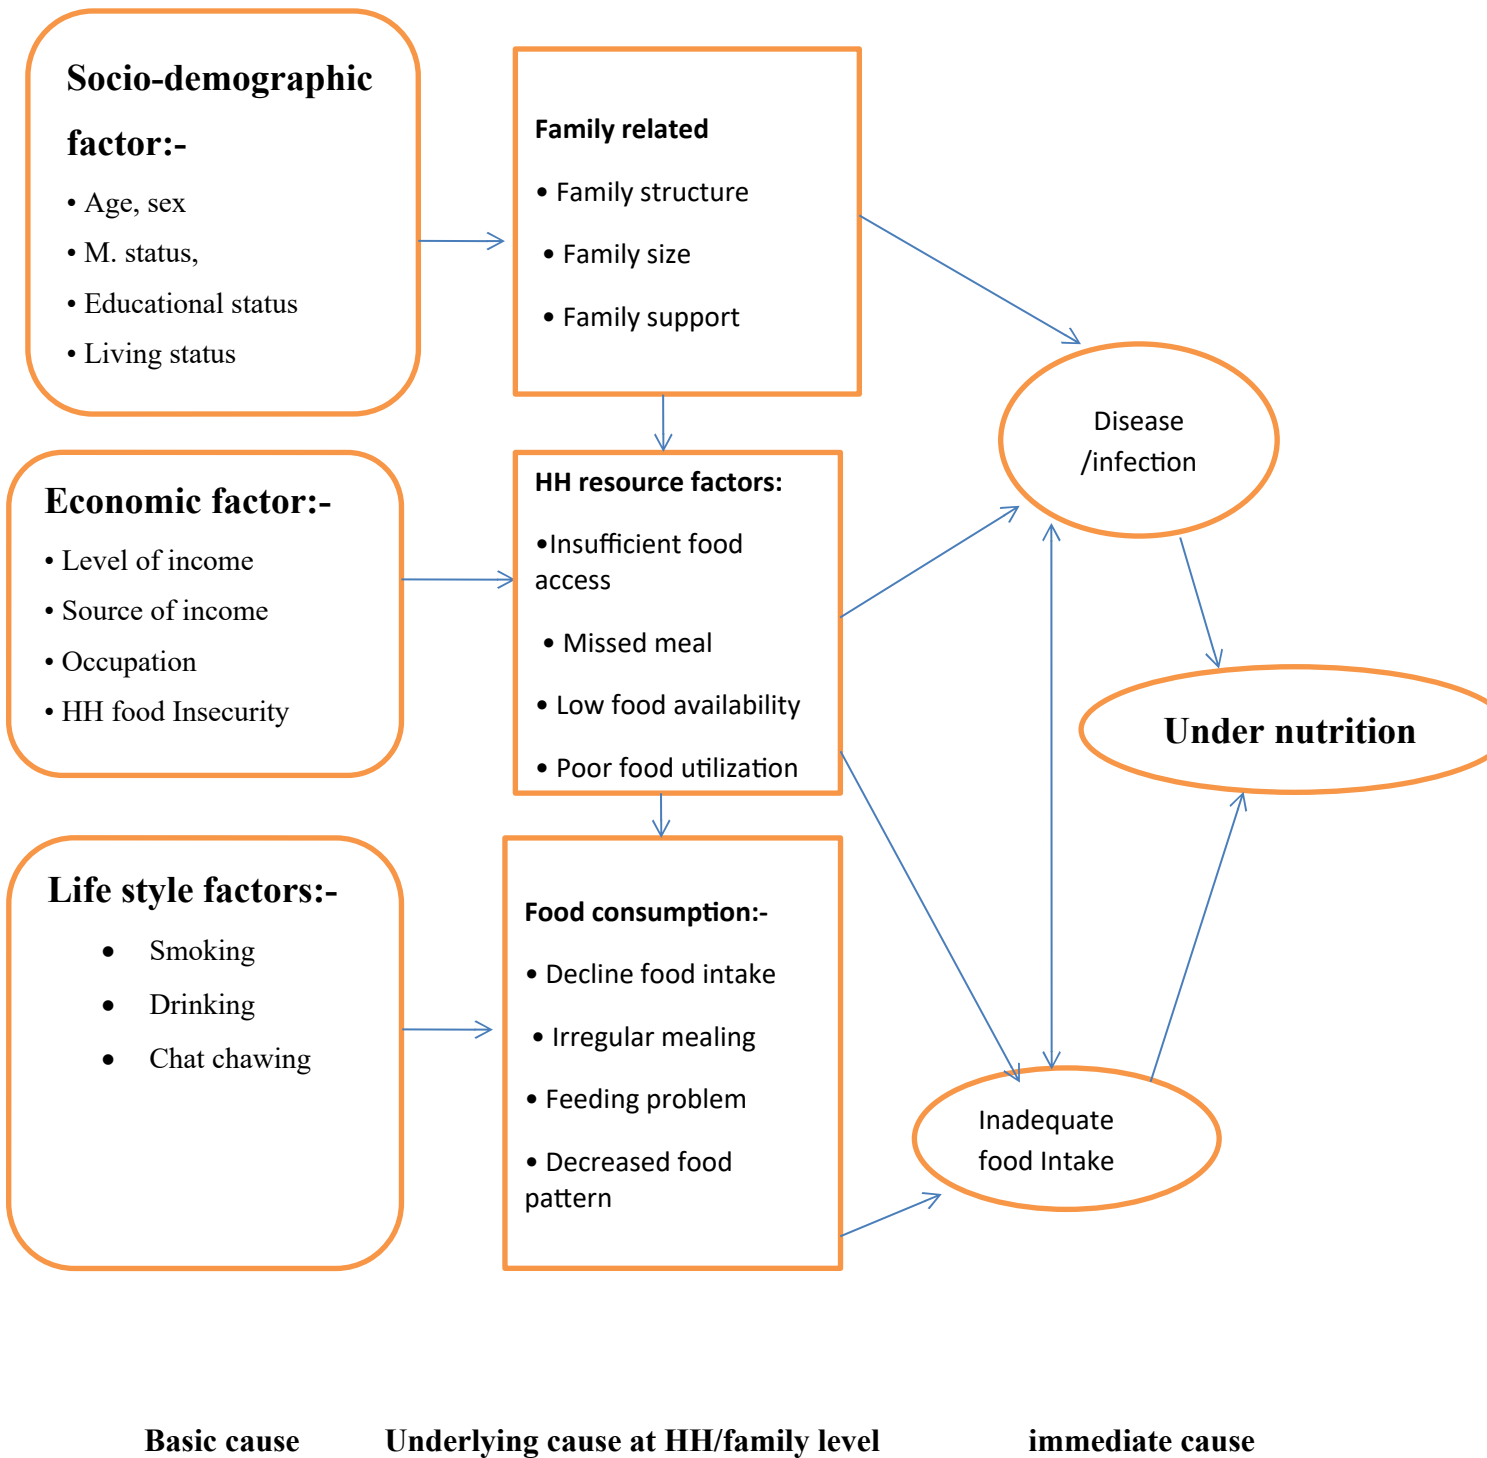 Socio-demographic
factor:-
• Age, sex
• M. status,
• Educational status
• Living status
Family related
• Family structure
• Family size
• Family support
Disease
/infection
Economic factor:-
• Level of income
• Source of income
• Occupation
• HH food Insecurity
HH resource factors:
•Insufficient food
access
• Missed meal
• Low food availability
• Poor food utilization
Under nutrition
Life style factors:-
• Smoking
• Drinking
• Chat chawing
Food consumption:-
• Decline food intake
• Irregular mealing
• Feeding problem
• Decreased food
pattern
Inadequate
food Intake
Basic cause
Underlying cause at HH/family level
immediate cause